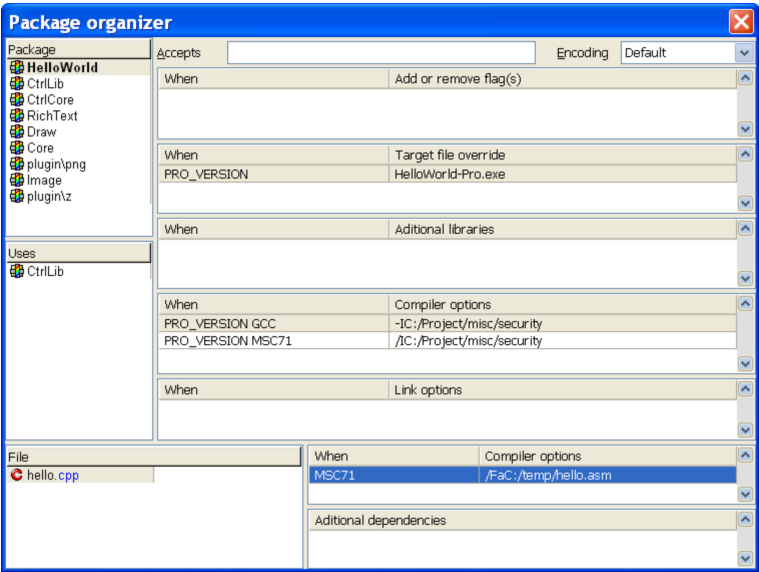 Package organizer
Package
HelloWorld
CtrlLib
CtrlCore
RichText
Draw
Core
plugin\png
Image
plugin\z
Uses
CtrlLib
Accepts Encoding Default
When Add or remove flag(s)
When Target file override
PRO_VERSION HelloWorld-Pro.exe
When Aditional libraries
When Compiler options
PRO_VERSION GCC -IC:/Project/misc/security
PRO_VERSION MSC71 /IC:/Project/misc/security
When Link options
File
hello.cpp
When Compiler options
MSC71 /FaC:/temp/hello.asm
Aditional dependencies